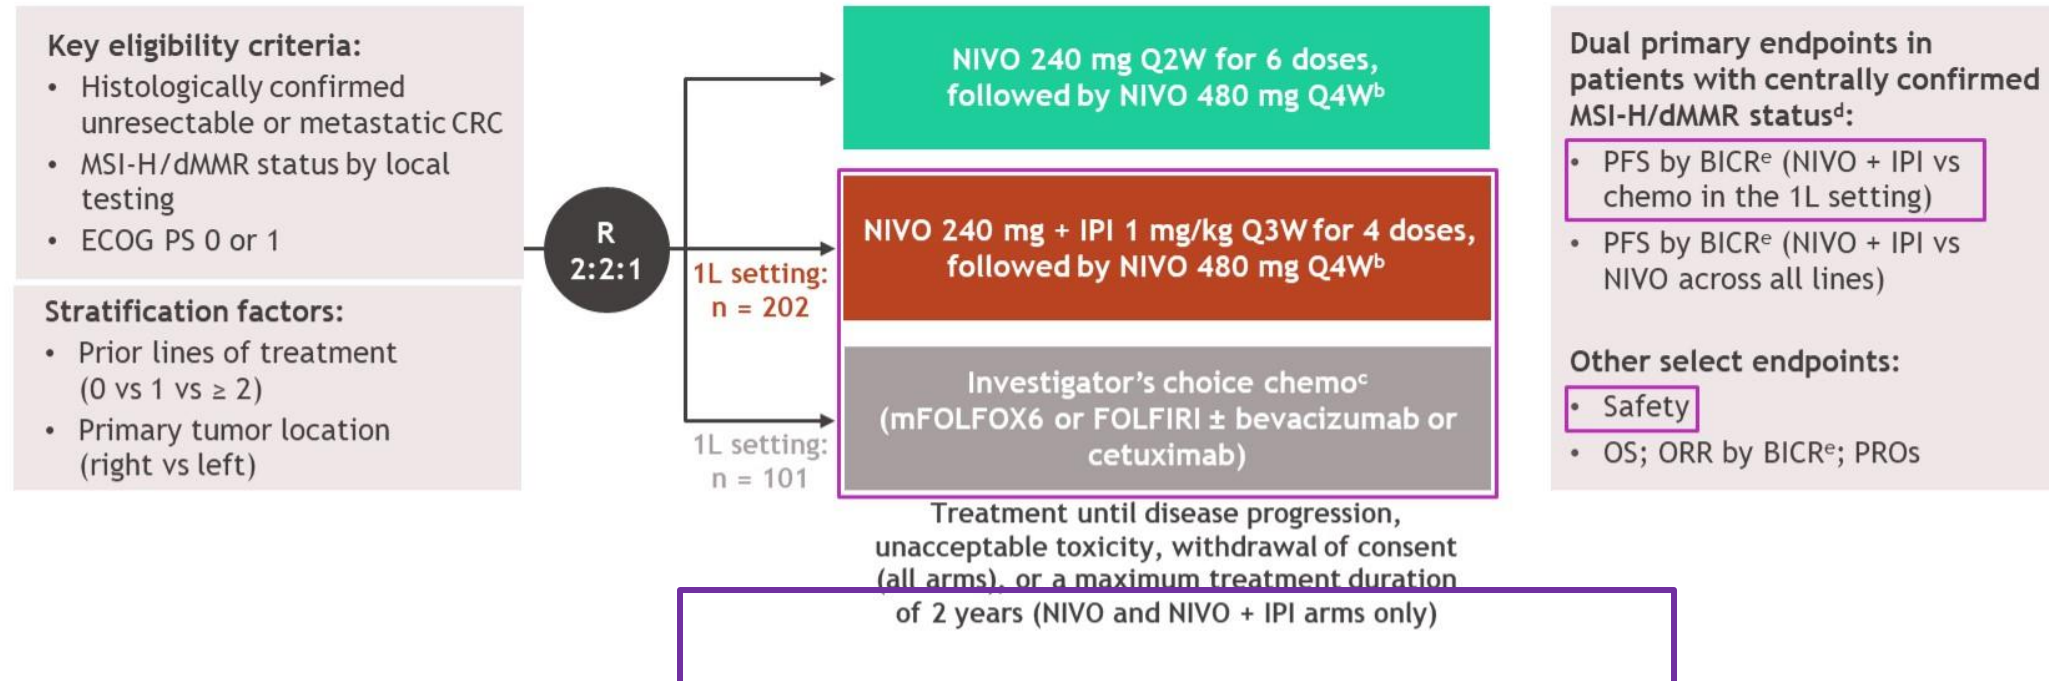 Key eligibility criteria:
• Histologically confirmed
unresectable or metastatic CRC
• MSI-H/dMMR status by local
testing
• ECOG PS 0 or 1
Stratification factors:
• Prior lines of treatment
(0 vs 1 vs ≥ 2)
• Primary tumor location
(right vs left)
R
2:2:1
1L setting:
n = 202
1L setting:
n = 101
NIVO 240 mg Q2W for 6 doses,
followed by NIVO 480 mg Q4Wᵇ
NIVO 240 mg + IPI 1 mg/kg Q3W for 4 doses,
followed by NIVO 480 mg Q4Wᵇ
Investigator's choice chemoᶜ
(mFOLFOX6 or FOLFIRI ± bevacizumab or
cetuximab)
Treatment until disease progression,
unacceptable toxicity, withdrawal of consent
(all arms), or a maximum treatment duration
of 2 years (NIVO and NIVO + IPI arms only)
Dual primary endpoints in
patients with centrally confirmed
MSI-H/dMMR statusᵈ:
• PFS by BICRᵉ (NIVO + IPI vs
chemo in the 1L setting)
• PFS by BICRᵉ (NIVO + IPI vs
NIVO across all lines)
Other select endpoints:
• Safety
• OS; ORR by BICRᵉ; PROs